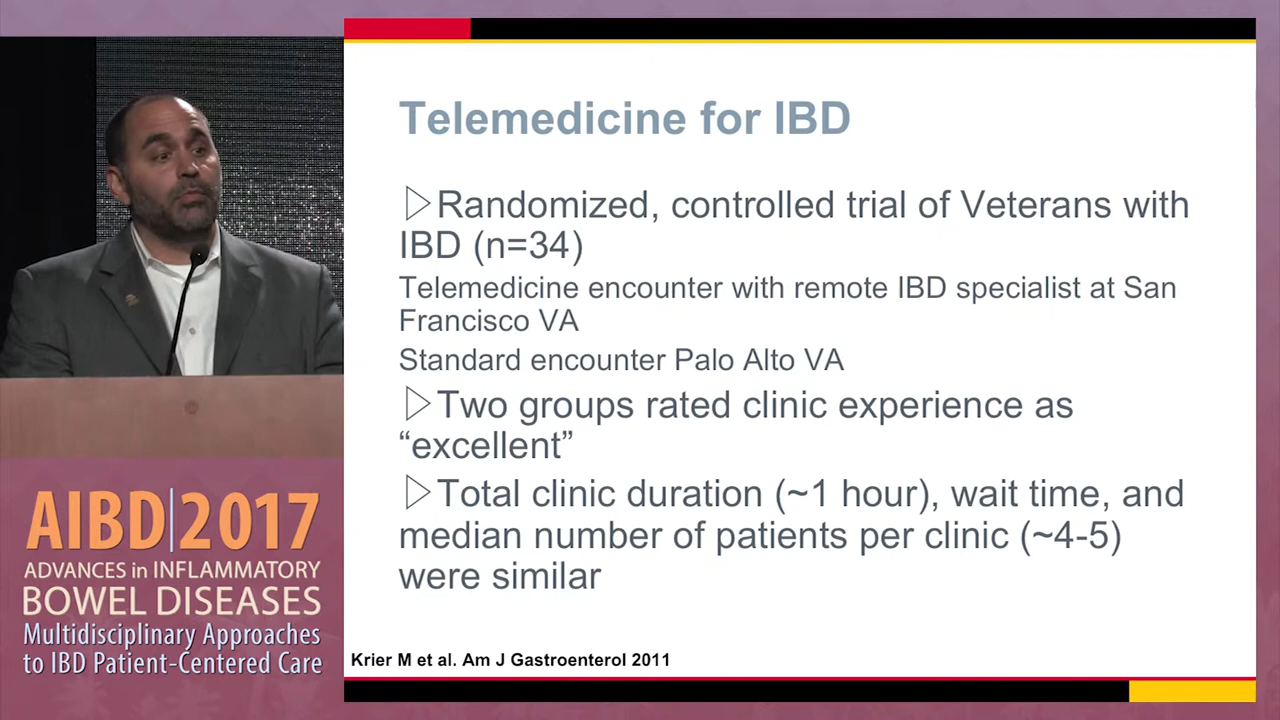 Telemedicine for IBD
▷Randomized, controlled trial of Veterans with
IBD (n=34)
Telemedicine encounter with remote IBD specialist at San
Francisco VA
Standard encounter Palo Alto VA
▷Two groups rated clinic experience as
“excellent”
▷Total clinic duration (~1 hour), wait time, and
median number of patients per clinic (~4-5)
were similar
Krier M et al. Am J Gastroenterol 2011
AIBD|2017
ADVANCES in INFLAMMATORY
BOWEL DISEASES
Multidisciplinary Approaches
to IBD Patient-Centered Care